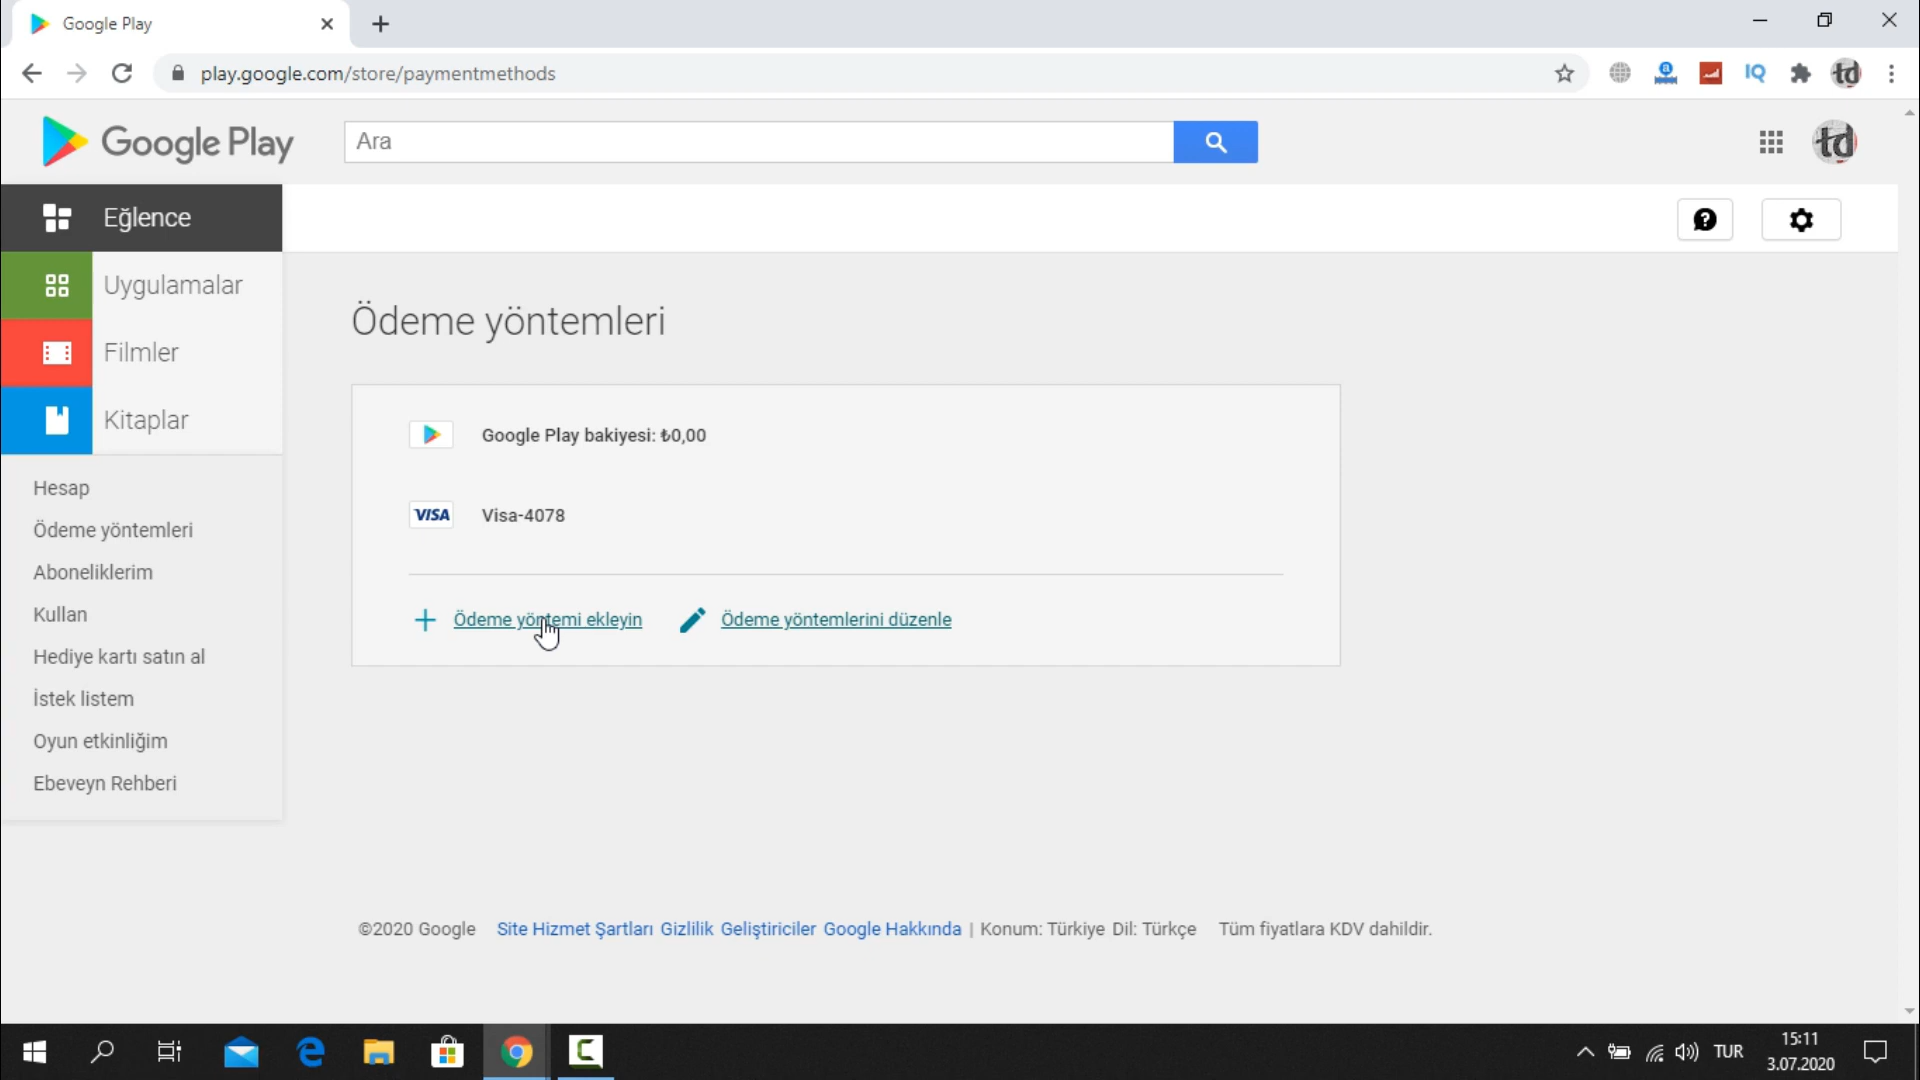 Google Play
play.google.com/store/paymentmethods
IQ
td
Google Play
Ara
td
Eğlence
Uygulamalar
Filmler
Kitaplar
Hesap
Ödeme yöntemleri
Aboneliklerim
Kullan
Hediye kartı satın al
İstek listem
Oyun etkinliğim
Ebeveyn Rehberi
Ödeme yöntemleri
Google Play bakiyesi: ₺0,00
VISA Visa-4078
Ödeme yöntemi ekleyin Ödeme yöntemlerini düzenle
©2020 Google Site Hizmet Şartları Gizlilik Geliştiriciler Google Hakkında | Konum: Türkiye Dil: Türkçe Tüm fiyatlara KDV dahildir.
TUR
15:11
3.07.2020